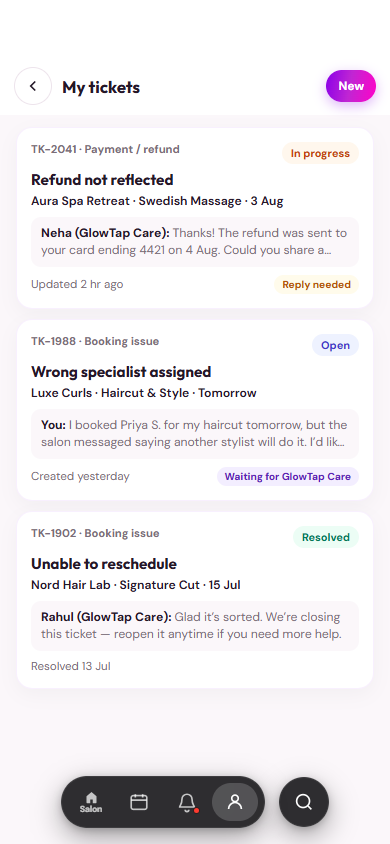 My tickets
New
TK-2041 · Payment / refund
In progress
Refund not reflected
Aura Spa Retreat · Swedish Massage · 3 Aug
Neha (GlowTap Care): Thanks! The refund was sent to
your card ending 4421 on 4 Aug. Could you share a...
Updated 2 hr ago
Reply needed
TK-1988 · Booking issue
Open
Wrong specialist assigned
Luxe Curls · Haircut & Style · Tomorrow
You: I booked Priya S. for my haircut tomorrow, but the
salon messaged saying another stylist will do it. I’d lik...
Created yesterday
Waiting for GlowTap Care
TK-1902 · Booking issue
Resolved
Unable to reschedule
Nord Hair Lab · Signature Cut · 15 Jul
Rahul (GlowTap Care): Glad it’s sorted. We’re closing
this ticket — reopen it anytime if you need more help.
Resolved 13 Jul
Salon